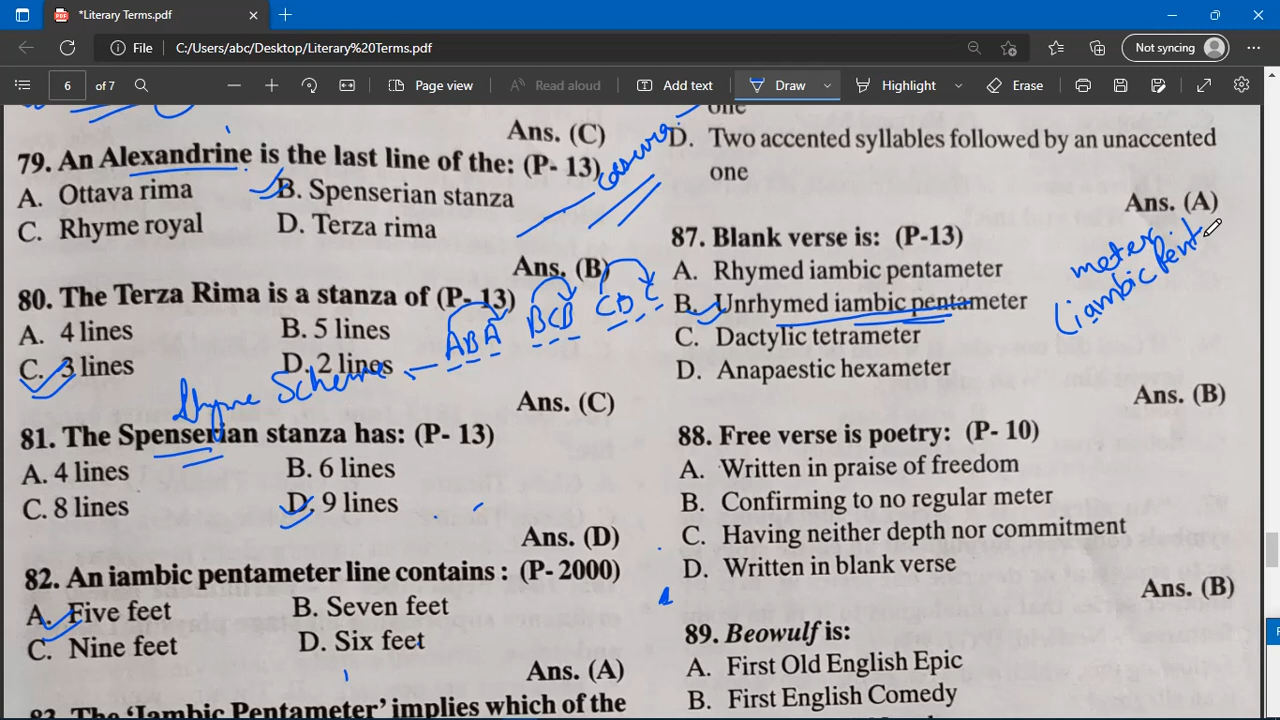 *Literary Terms.pdf
File C:/Users/abc/Desktop/Literary%20Terms.pdf
Not syncing
6 of 7
Page view
Read aloud
Add text
Draw
Highlight
Erase
Ans. (C)
79. An Alexandrine is the last line of the: (P- 13)
A. Ottava rima
B. Spenserian stanza
C. Rhyme royal
D. Terza rima
Ans. (B)
80. The Terza Rima is a stanza of (P- 13)
A. 4 lines
B. 5 lines
C. 3 lines
D. 2 lines
Rhyme Scheme
ABA BCB CDC
Ans. (C)
81. The Spenserian stanza has: (P- 13)
A. 4 lines
B. 6 lines
C. 8 lines
D. 9 lines
Ans. (D)
82. An iambic pentameter line contains : (P- 2000)
A. Five feet
B. Seven feet
C. Nine feet
D. Six feet
Ans. (A)
83. The 'Iambic Pentameter' implies which of the
one
D. Two accented syllables followed by an unaccented
one
Ans. (A)
87. Blank verse is: (P-13)
A. Rhymed iambic pentameter
B. Unrhymed iambic pentameter
C. Dactylic tetrameter
D. Anapaestic hexameter
meter
(iambic Pent
Ans. (B)
88. Free verse is poetry: (P- 10)
A. Written in praise of freedom
B. Confirming to no regular meter
C. Having neither depth nor commitment
D. Written in blank verse
Ans. (B)
89. Beowulf is:
A. First Old English Epic
B. First English Comedy